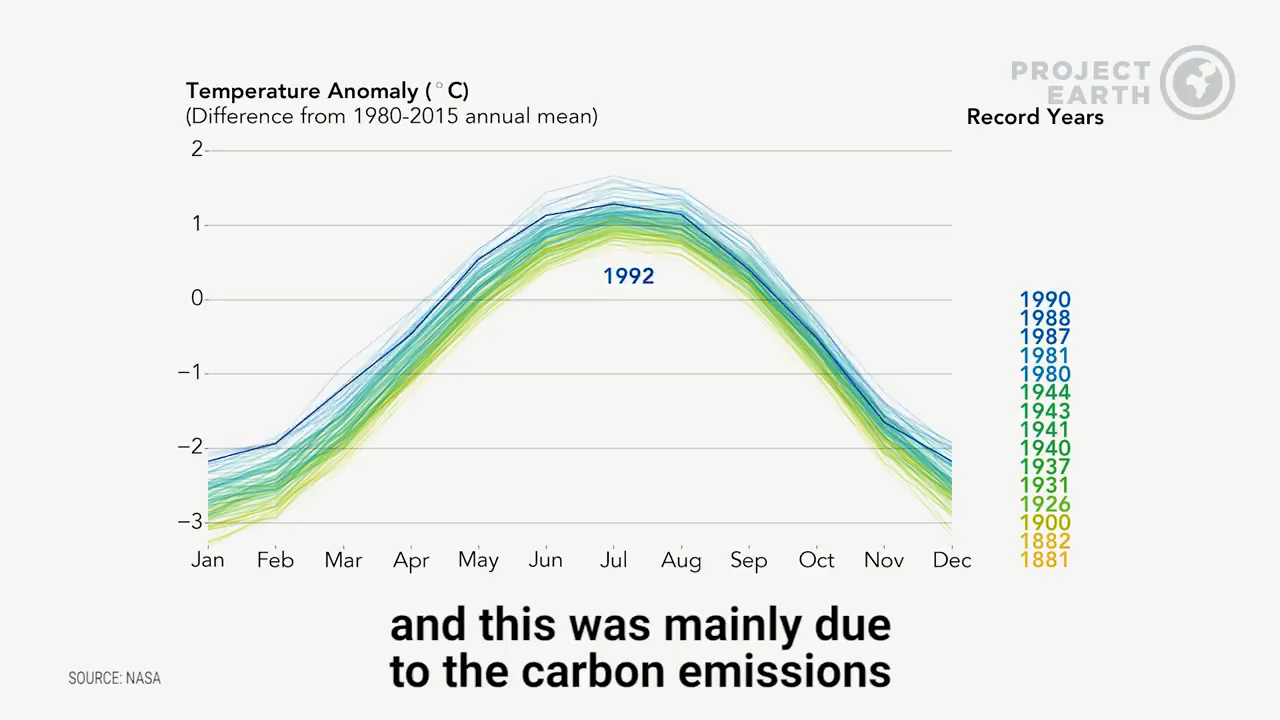 PROJECT
EARTH
Temperature Anomaly (°C)
(Difference from 1980-2015 annual mean)
Record Years
2
1
0
−1
−2
−3
1992
1990
1988
1987
1981
1980
1944
1943
1941
1940
1937
1931
1926
1900
1882
1881
Jan Feb Mar Apr May Jun Jul Aug Sep Oct Nov Dec
and this was mainly due
to the carbon emissions
SOURCE: NASA